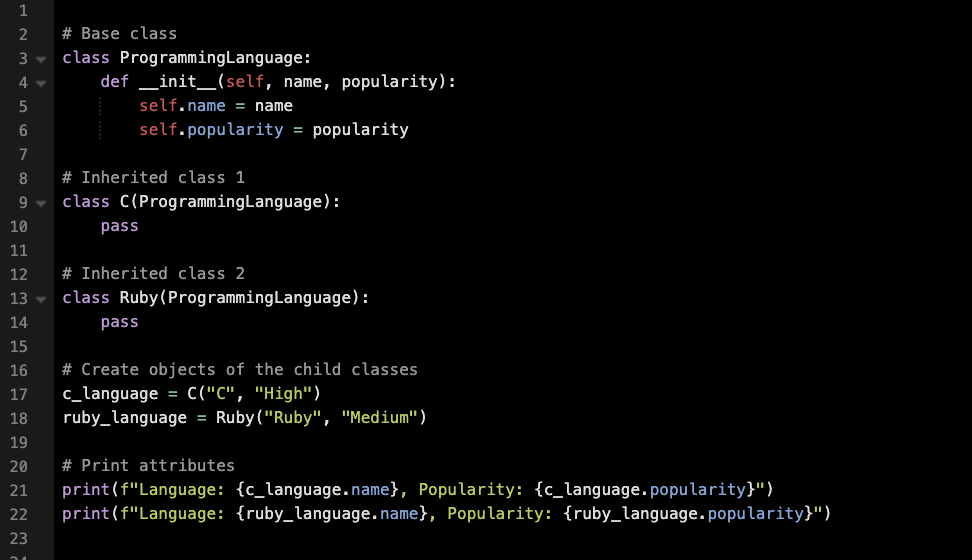 1
2 # Base class
3 class ProgrammingLanguage:
4     def __init__(self, name, popularity):
5         self.name = name
6         self.popularity = popularity
7
8 # Inherited class 1
9 class C(ProgrammingLanguage):
10     pass
11
12 # Inherited class 2
13 class Ruby(ProgrammingLanguage):
14     pass
15
16 # Create objects of the child classes
17 c_language = C("C", "High")
18 ruby_language = Ruby("Ruby", "Medium")
19
20 # Print attributes
21 print(f"Language: {c_language.name}, Popularity: {c_language.popularity}")
22 print(f"Language: {ruby_language.name}, Popularity: {ruby_language.popularity}")
23